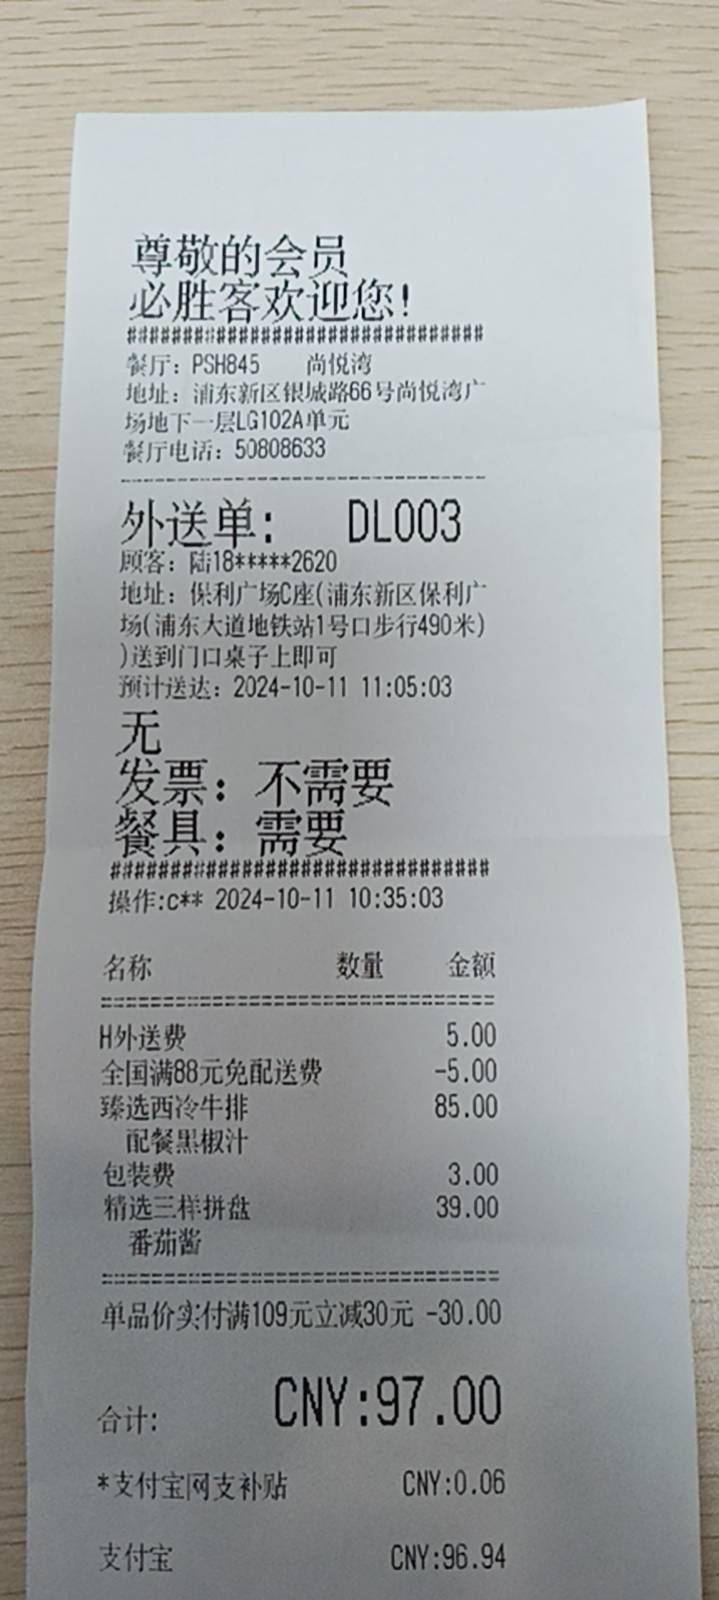 尊敬的会员
必胜客欢迎您!
######################################
餐厅: PSH845 尚悦湾
地址: 浦东新区银城路66号尚悦湾广
场地下一层LG102A单元
餐厅电话: 50808633
--------------------------------------
外送单: DL003
顾客: 陆18*****2620
地址: 保利广场C座(浦东新区保利广
场(浦东大道地铁站1号口步行490米)
)送到门口桌子上即可
预计送达: 2024-10-11 11:05:03
无
发票: 不需要
餐具: 需要
######################################
操作:c** 2024-10-11 10:35:03
名称 数量 金额
======================================
H外送费 5.00
全国满88元免配送费 -5.00
臻选西冷牛排 85.00
配餐黑椒汁
包装费 3.00
精选三样拼盘 39.00
番茄酱
======================================
单品价实付满109元立减30元 -30.00
合计: CNY:97.00
*支付宝网支补贴 CNY:0.06
支付宝 CNY:96.94